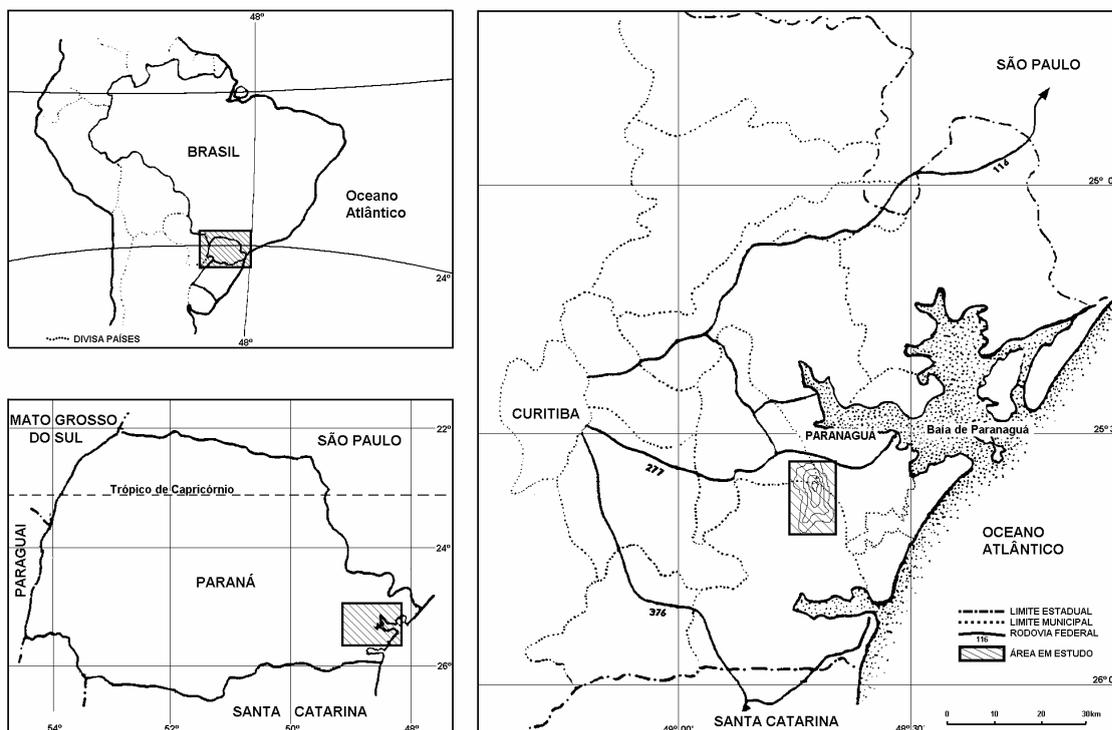 48º
BRASIL
Oceano
Atlântico
24º
DIVISA PAÍSES
48º
MATO GROSSO
DO SUL
22º
SÃO PAULO
Trópico de Capricórnio
PARAGUAI
24º
PARANÁ
26º
SANTA CATARINA
54º
52º
50º
48º
SÃO PAULO
116
25º 0
CURITIBA
PARANAGUÁ
Baía de Paranaguá
25º 3
277
OCEANO
ATLÂNTICO
376
LIMITE ESTADUAL
LIMITE MUNICIPAL
RODOVIA FEDERAL
116
ÁREA EM ESTUDO
26º 0
SANTA CATARINA
48º 30'
0 10 20 30km